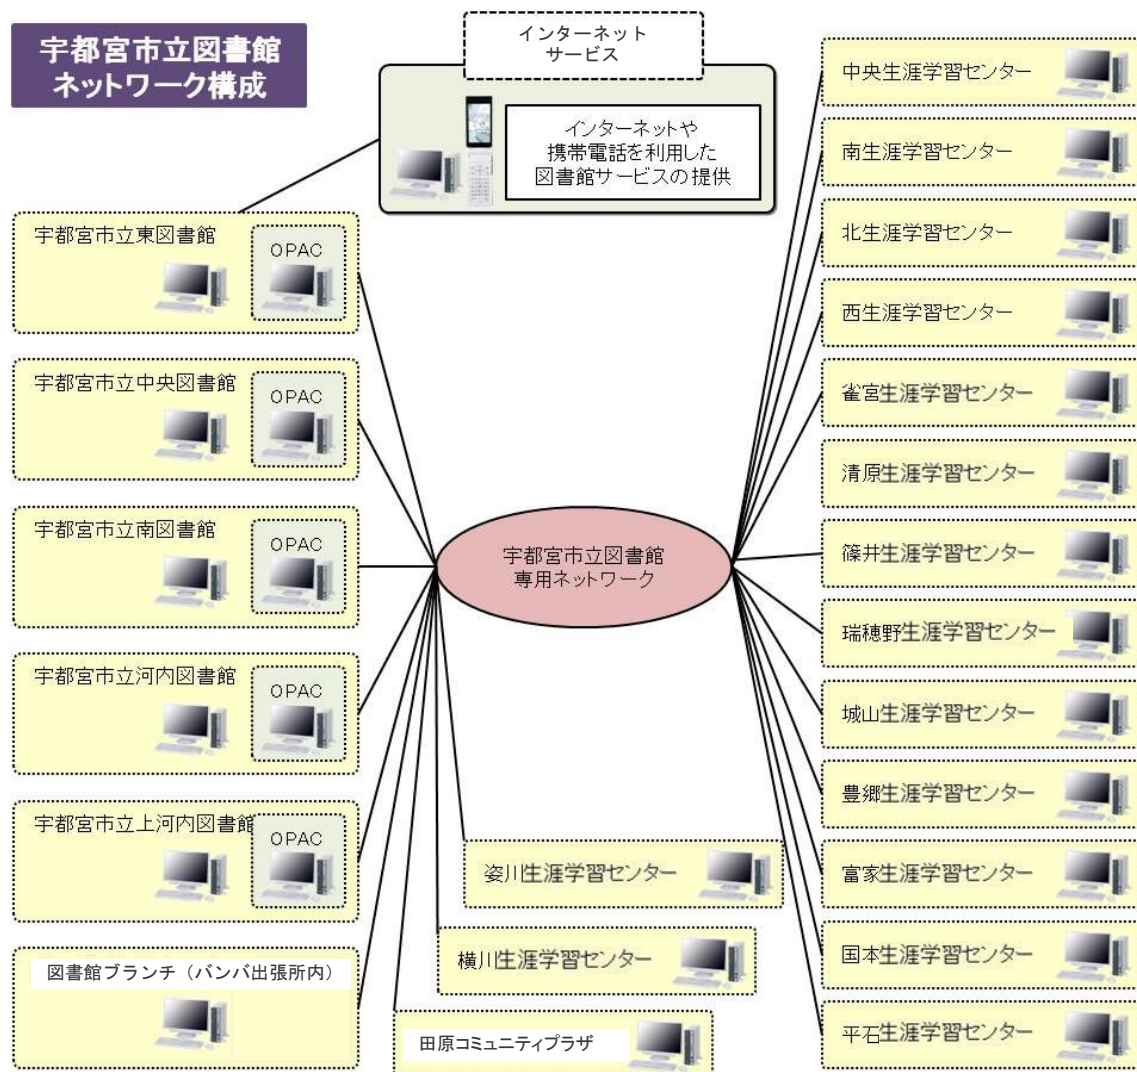 宇都宮市立図書館
ネットワーク構成
インターネット
サービス
インターネットや
携帯電話を利用した
図書館サービスの提供
宇都宮市立東図書館
OPAC
宇都宮市立中央図書館
OPAC
宇都宮市立南図書館
OPAC
宇都宮市立河内図書館
OPAC
宇都宮市立上河内図書館
OPAC
図書館ブランチ（バンバ出張所内）
宇都宮市立図書館
専用ネットワーク
姿川生涯学習センター
横川生涯学習センター
田原コミュニティプラザ
中央生涯学習センター
南生涯学習センター
北生涯学習センター
西生涯学習センター
雀宮生涯学習センター
清原生涯学習センター
篠井生涯学習センター
瑞穂野生涯学習センター
城山生涯学習センター
豊郷生涯学習センター
富家生涯学習センター
国本生涯学習センター
平石生涯学習センター